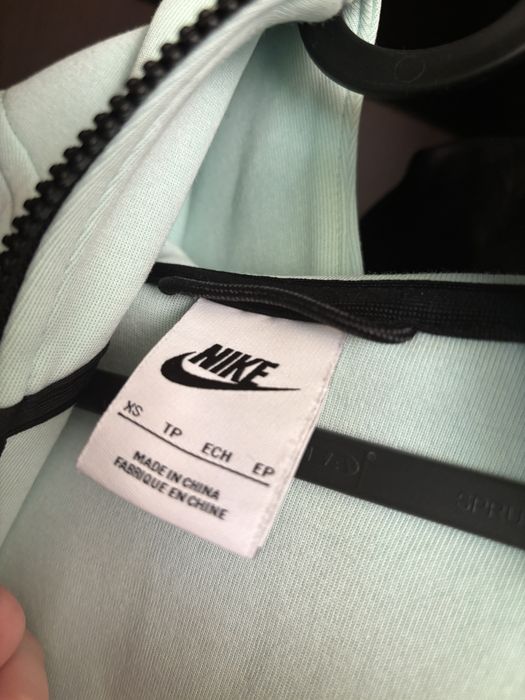 NIKE
XS TP ECH EP
MADE IN CHINA
FABRIQUE EN CHINE